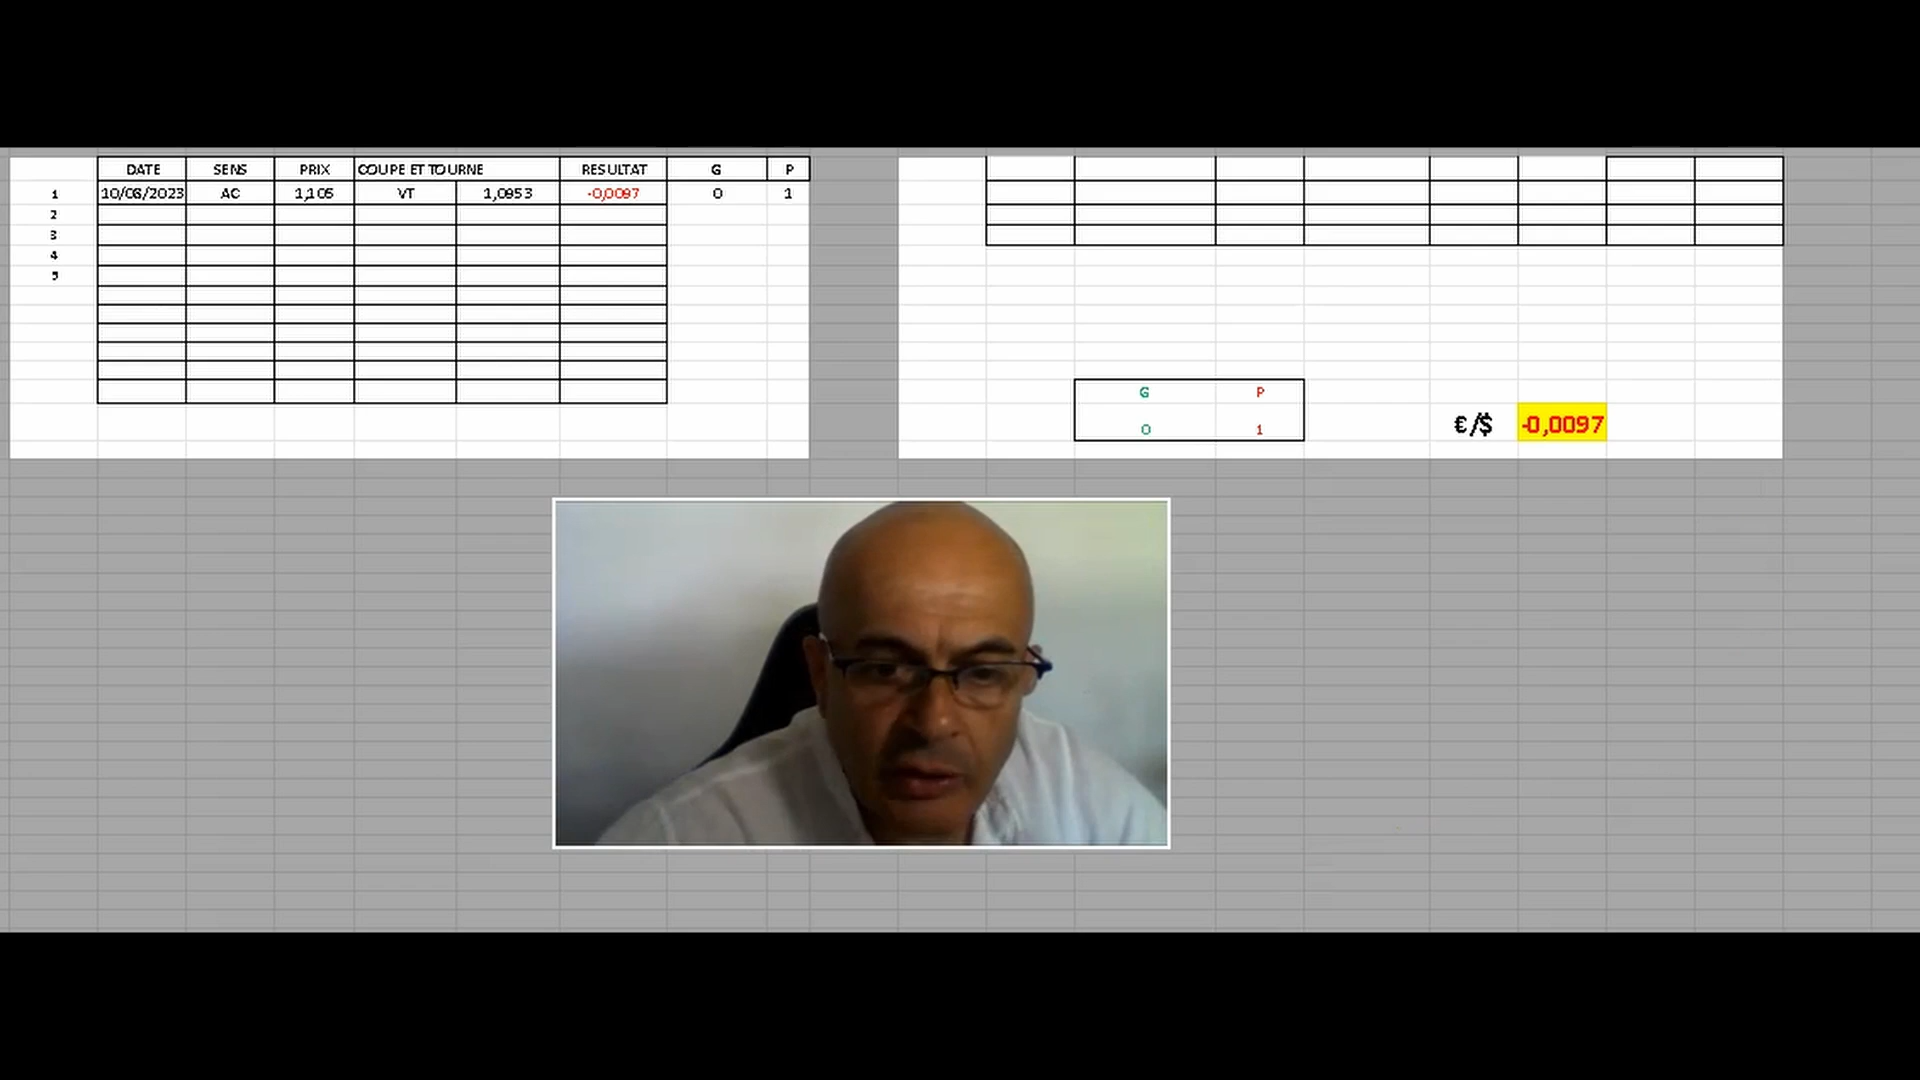 DATE SENS PRIX COUPE ET TOURNE RESULTAT G P
1 10/08/2023 AC 1,105 VT 1,0953 -0,0097 0 1
2
3
4
5
G P
0 1
€/$ -0,0097